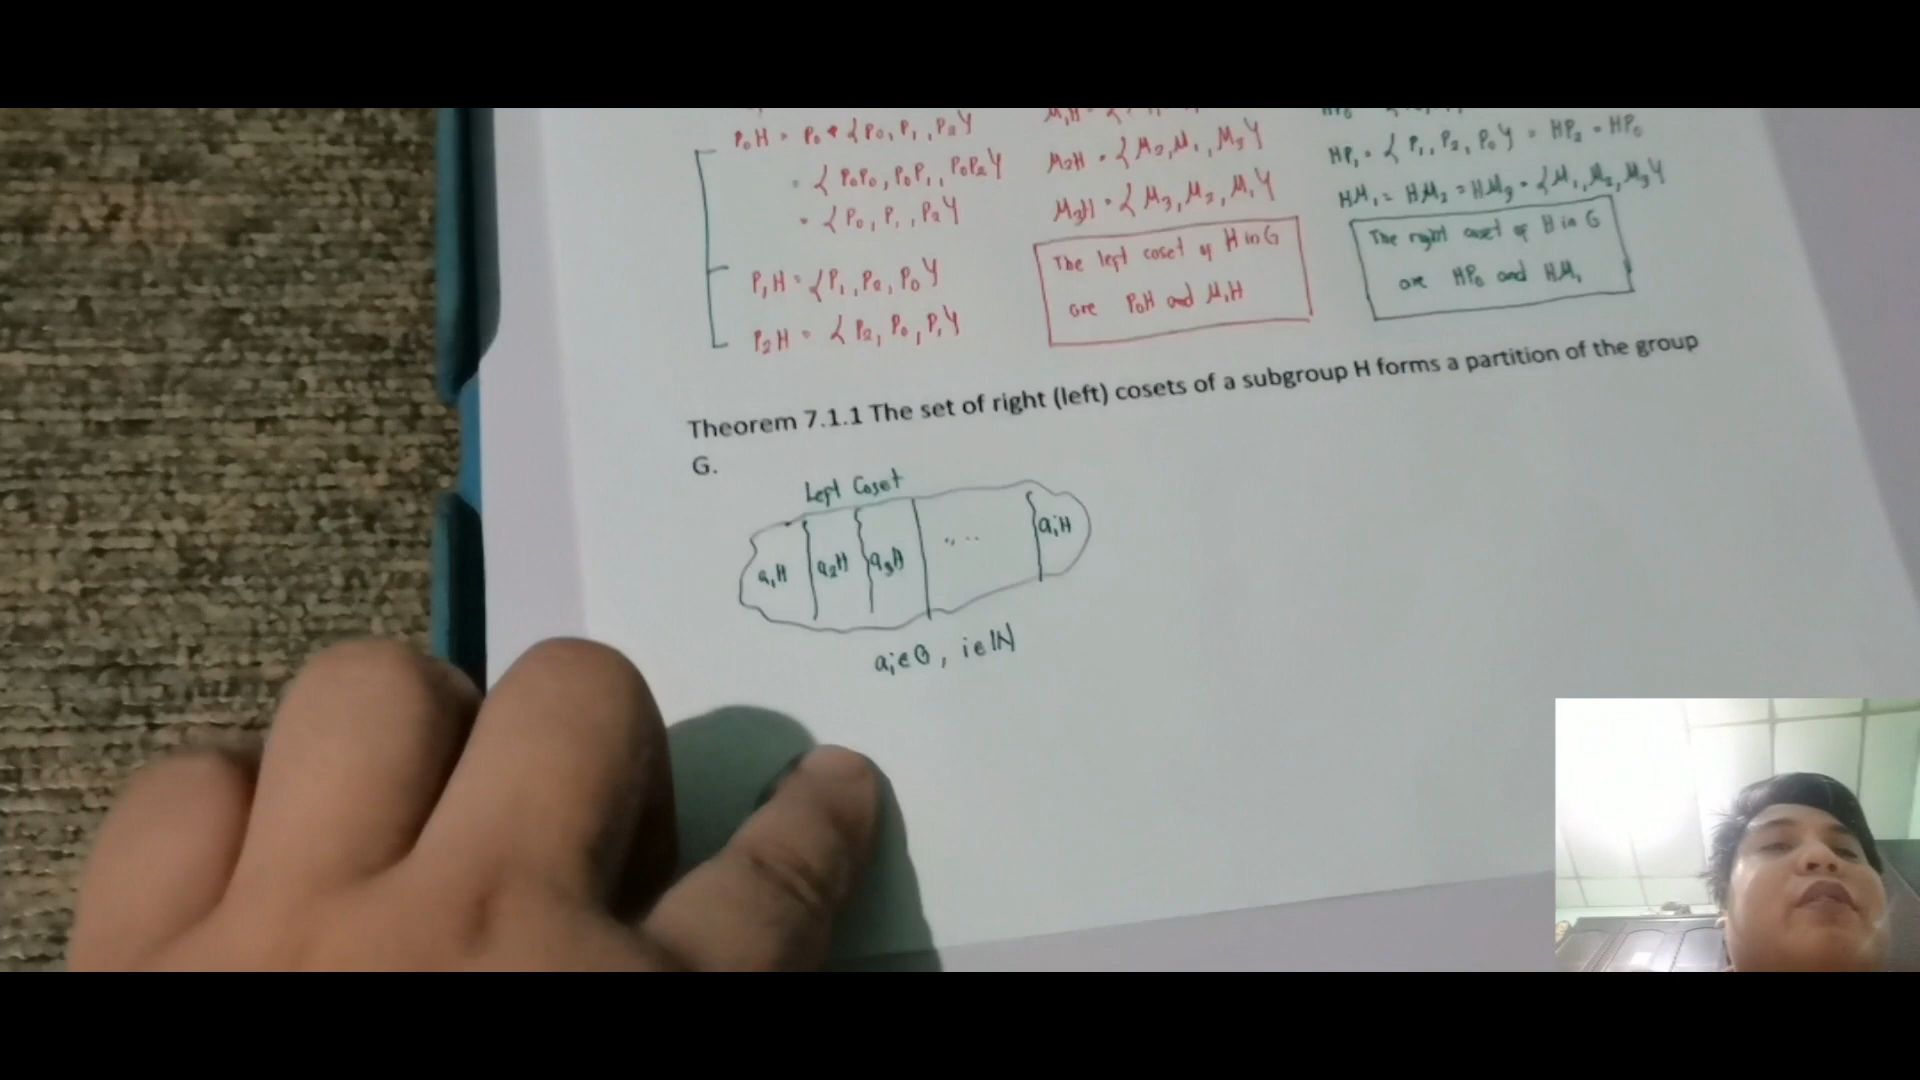 P₀H = P₀ • {P₀, P₁, P₂}
= {P₀P₀, P₀P₁, P₀P₂}
= {P₀, P₁, P₂}
P₁H = {P₁, P₂, P₀}
P₂H = {P₂, P₀, P₁}
M₂H = {M₂, M₁, M₃}
M₃H = {M₃, M₂, M₁}
The left coset of H in G
are P₀H and M₁H
HP₁ = {P₁, P₂, P₀} = HP₂ = HP₀
HM₁ = HM₂ = HM₃ = {M₁, M₂, M₃}
The right coset of H in G
are HP₀ and HM₁
Theorem 7.1.1 The set of right (left) cosets of a subgroup H forms a partition of the group
G.
Left Coset
a₁H a₂H a₃H .... aᵢH
aᵢ∈G, i∈ℕ